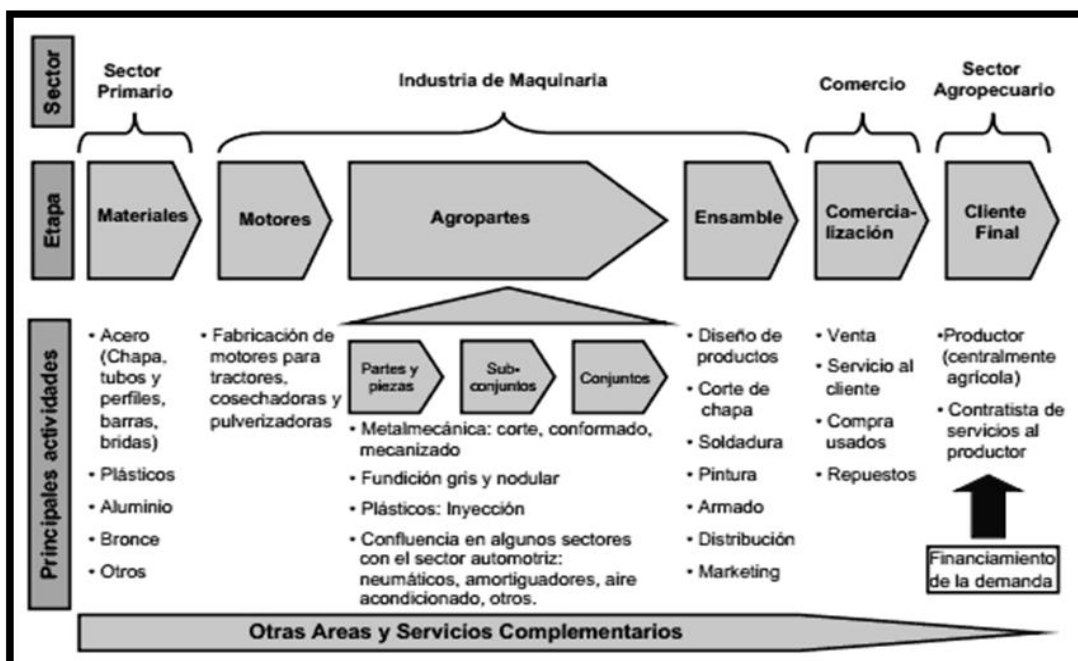 Sector
Sector
Primario
Industria de Maquinaria
Comercio
Sector
Agropecuario
Etapa
Materiales
Motores
Agropartes
Ensamble
Comercia-
lización
Cliente
Final
Principales actividades
• Acero
(Chapa,
tubos y
perfiles,
barras,
bridas)
• Plásticos
• Aluminio
• Bronce
• Otros
• Fabricación de
motores para
tractores,
cosechadoras y
pulverizadoras
Partes y
piezas
Sub-
conjuntos
Conjuntos
• Metalmecánica: corte, conformado,
mecanizado
• Fundición gris y nodular
• Plásticos: Inyección
• Confluencia en algunos sectores
con el sector automotriz:
neumáticos, amortiguadores, aire
acondicionado, otros.
• Diseño de
productos
• Corte de
chapa
• Soldadura
• Pintura
• Armado
• Distribución
• Marketing
• Venta
• Servicio al
cliente
• Compra
usados
• Repuestos
•Productor
(centralmente
agrícola)
• Contratista de
servicios al
productor
Financiamiento
de la demanda
Otras Areas y Servicios Complementarios